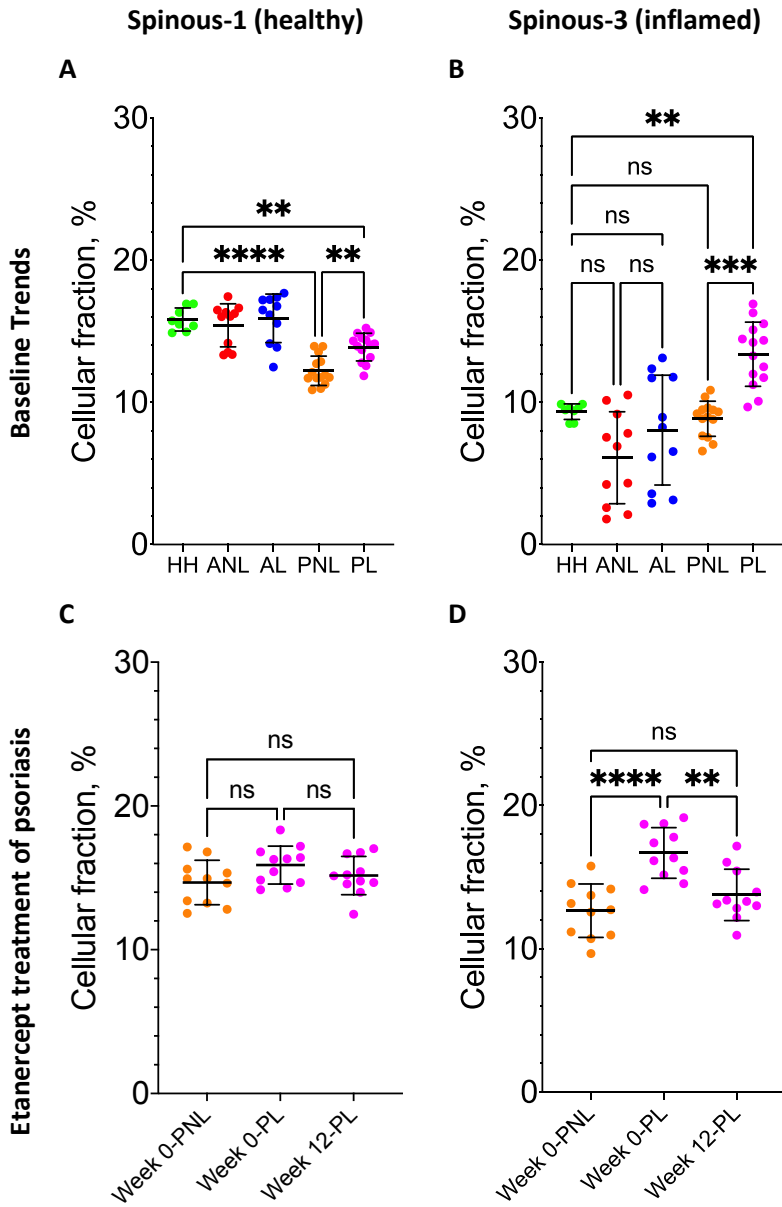 Spinous-1 (healthy)
Spinous-3 (inflamed)
Baseline Trends
A
Cellular fraction, %
30
20
10
0
**
****
**
HH ANL AL PNL PL
B
Cellular fraction, %
30
20
10
0
**
ns
ns
ns
ns
***
HH ANL AL PNL PL
Etanercept treatment of psoriasis
C
Cellular fraction, %
30
20
10
0
ns
ns
ns
Week 0-PNL
Week 0-PL
Week 12-PL
D
Cellular fraction, %
30
20
10
0
ns
****
**
Week 0-PNL
Week 0-PL
Week 12-PL